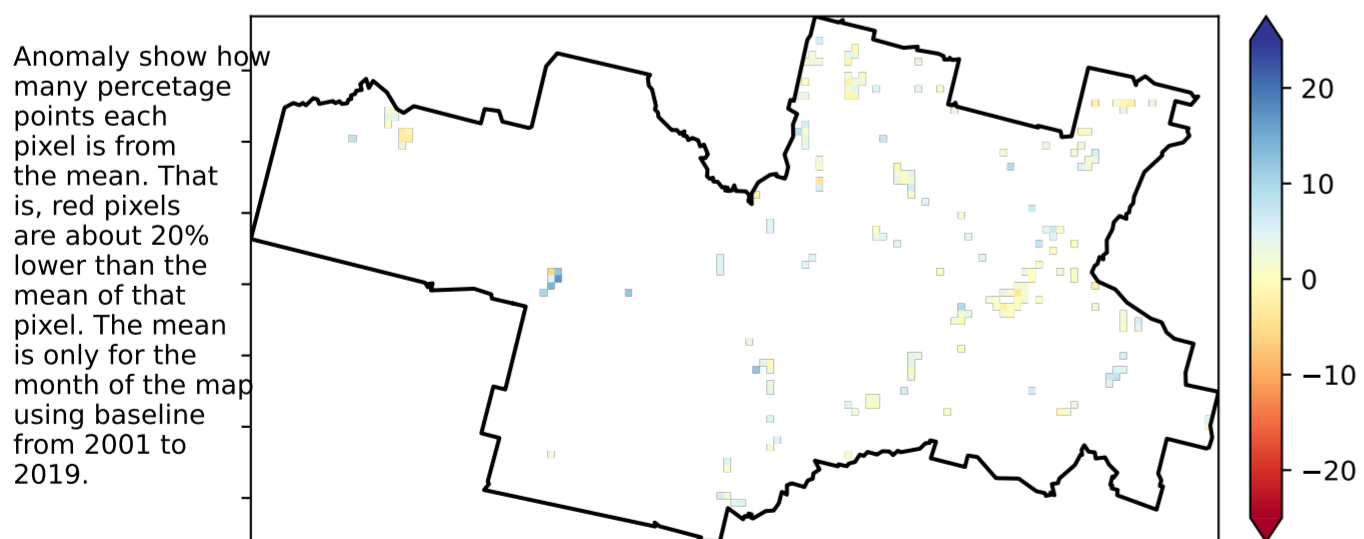 Anomaly show how
many percetage
points each
pixel is from
the mean. That
is, red pixels
are about 20%
lower than the
mean of that
pixel. The mean
is only for the
month of the map
using baseline
from 2001 to
2019.
20
10
0
−10
−20